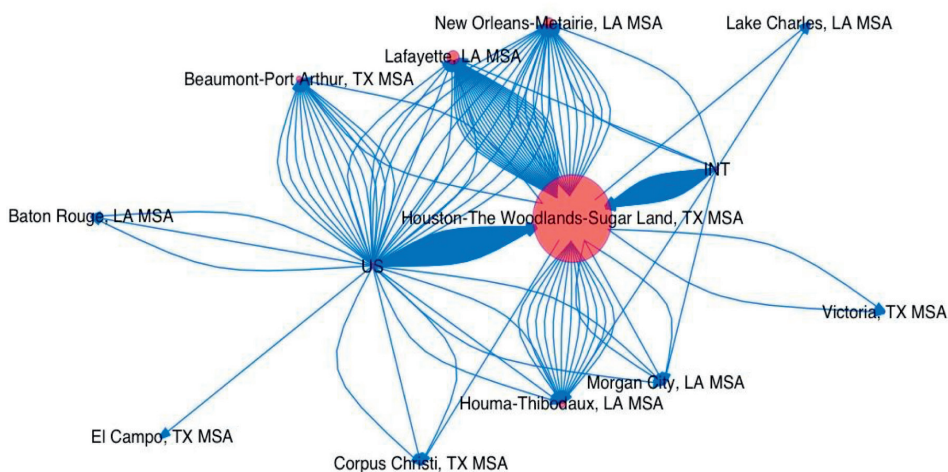 New Orleans-Metairie, LA MSA
Lake Charles, LA MSA
Lafayette, LA MSA
Beaumont-Port Arthur, TX MSA
INT
Baton Rouge, LA MSA
Houston-The Woodlands-Sugar Land, TX MSA
US
Victoria, TX MSA
Morgan City, LA MSA
Houma-Thibodaux, LA MSA
El Campo, TX MSA
Corpus Christi, TX MSA